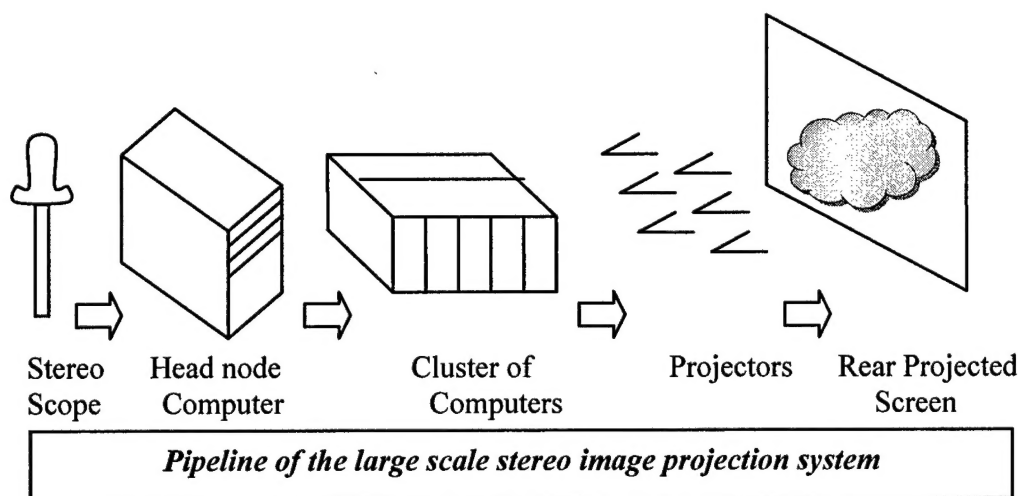 Stereo Scope
Head node Computer
Cluster of Computers
Projectors
Rear Projected Screen
Pipeline of the large scale stereo image projection system